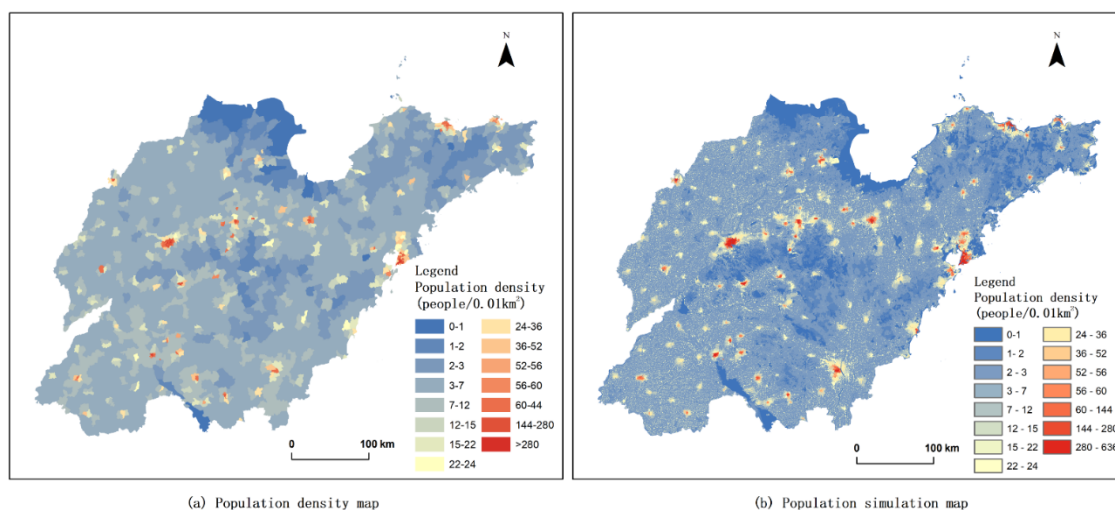 N
Legend
Population density
(people/0.01km²)
0-1
1-2
2-3
3-7
7-12
12-15
15-22
22-24
24-36
36-52
52-56
56-60
60-44
144-280
>280
0 100 km
(a) Population density map
N
Legend
Population density
(people/0.01km²)
0-1
1 - 2
2 - 3
3 - 7
7 - 12
12 - 15
15 - 22
22 - 24
24 - 36
36 - 52
52 - 56
56 - 60
60 - 144
144 - 280
280 - 636
0 100 km
(b) Population simulation map